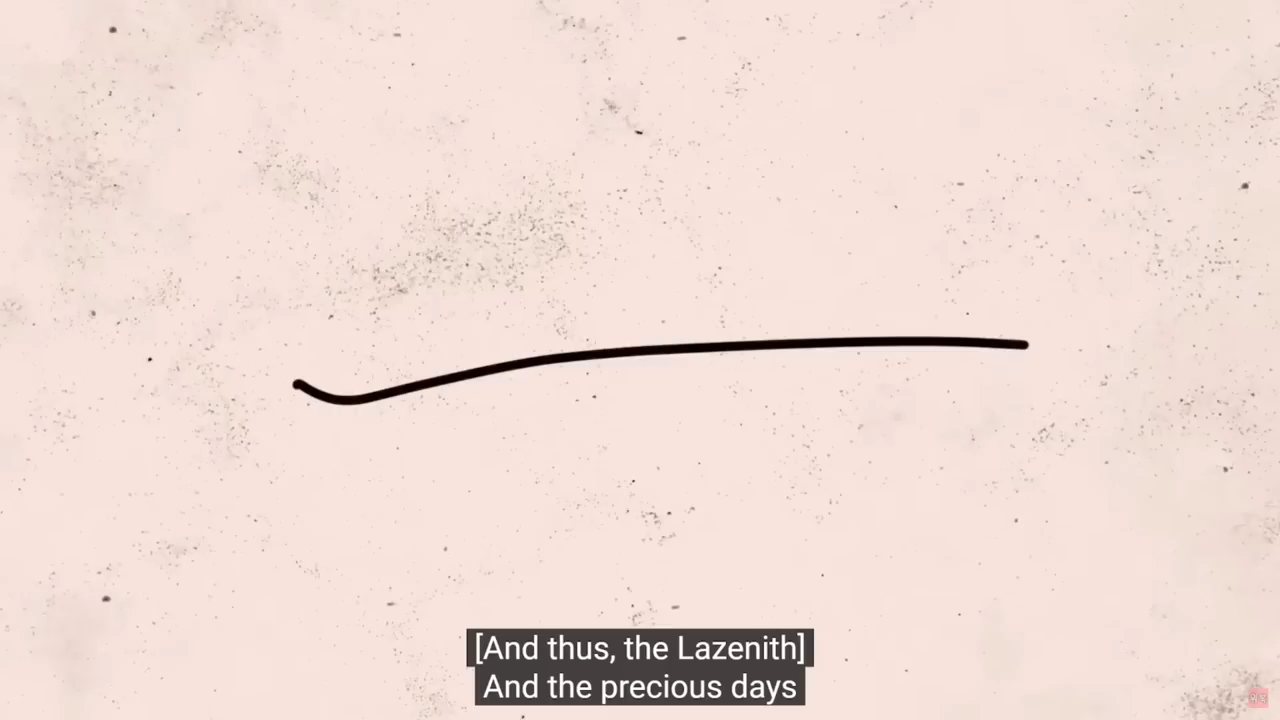 [And thus, the Lazenith]
And the precious days